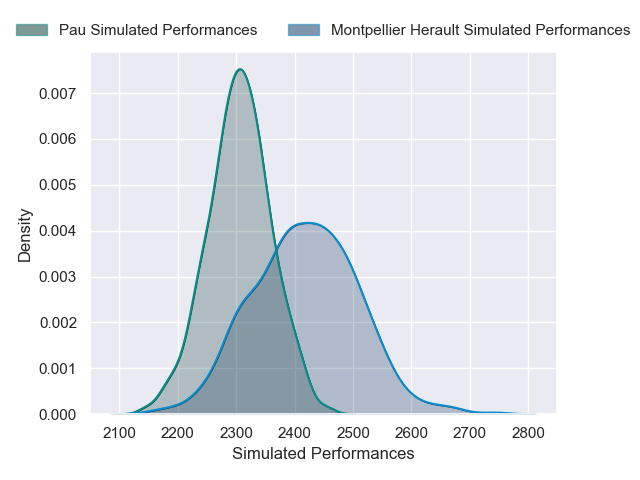 Pau Simulated Performances
Montpellier Herault Simulated Performances
0.007
0.006
0.005
0.004
0.003
0.002
0.001
0.000
Density
2100 2200 2300 2400 2500 2600 2700 2800
Simulated Performances